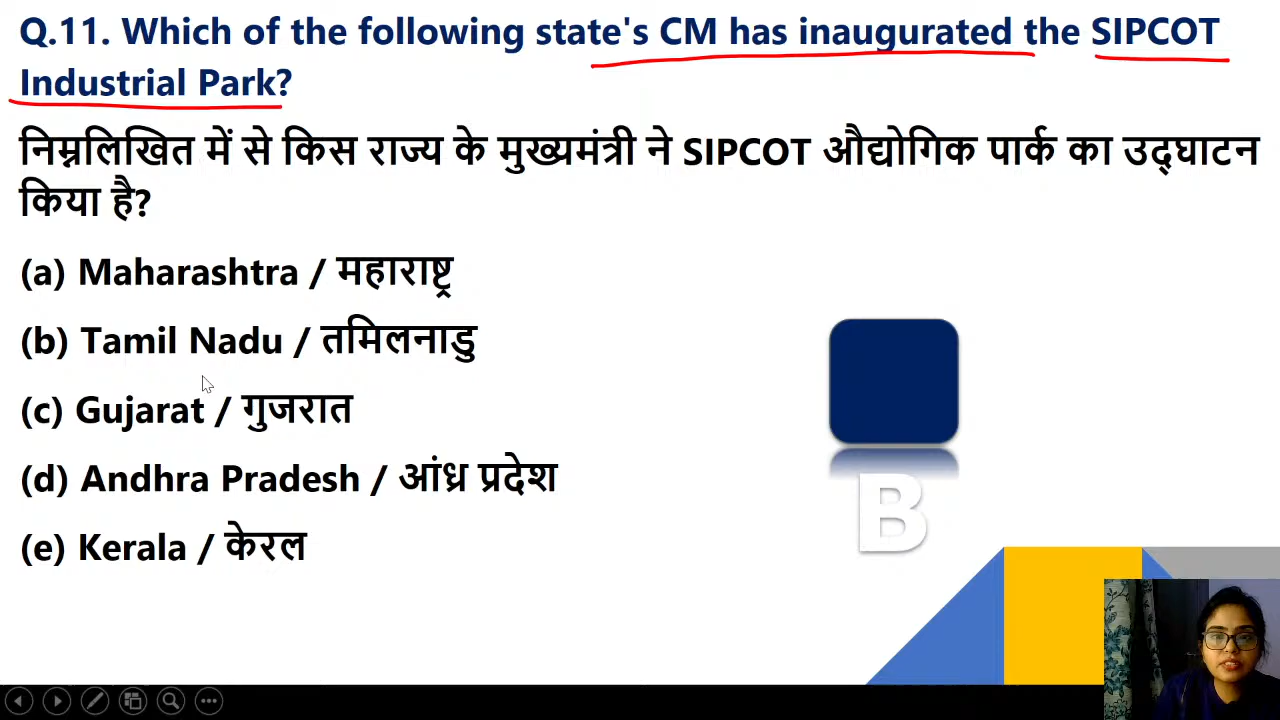 Q.11. Which of the following state's CM has inaugurated the SIPCOT
Industrial Park?
निम्नलिखित में से किस राज्य के मुख्यमंत्री ने SIPCOT औद्योगिक पार्क का उद्घाटन
किया है?
(a) Maharashtra / महाराष्ट्र
(b) Tamil Nadu / तमिलनाडु
(c) Gujarat / गुजरात
(d) Andhra Pradesh / आंध्र प्रदेश
(e) Kerala / केरल
B